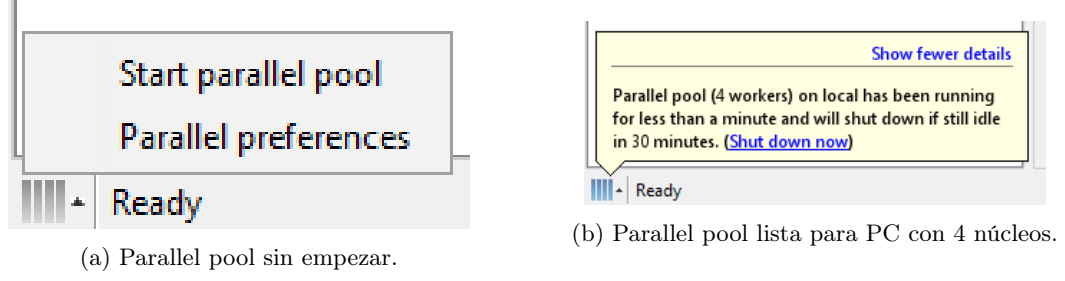 Start parallel pool
Parallel preferences
Ready
(a) Parallel pool sin empezar.
Show fewer details
Parallel pool (4 workers) on local has been running
for less than a minute and will shut down if still idle
in 30 minutes. (Shut down now)
Ready
(b) Parallel pool lista para PC con 4 núcleos.